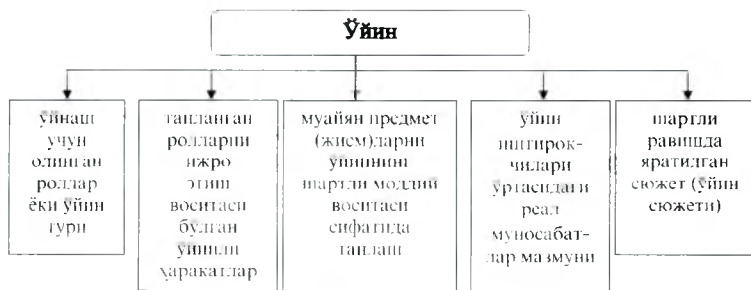 Ўйин
ўйнаш
учун
олинган
роллар
ёки ўйин
тури
танланган
ролларни
ижро
этиш
воситаси
бўлган
ўйинли
ҳаракатлар
муайян предмет
(жисм)ларни
ўйиннинг
шартли моддий
воситаси
сифатида
танлаш
ўйин
иштирок-
чилари
ўртасидаги
реал
муносабат-
лар мазмуни
шартли
равишда
яратилган
сюжет (ўйин
сюжети)